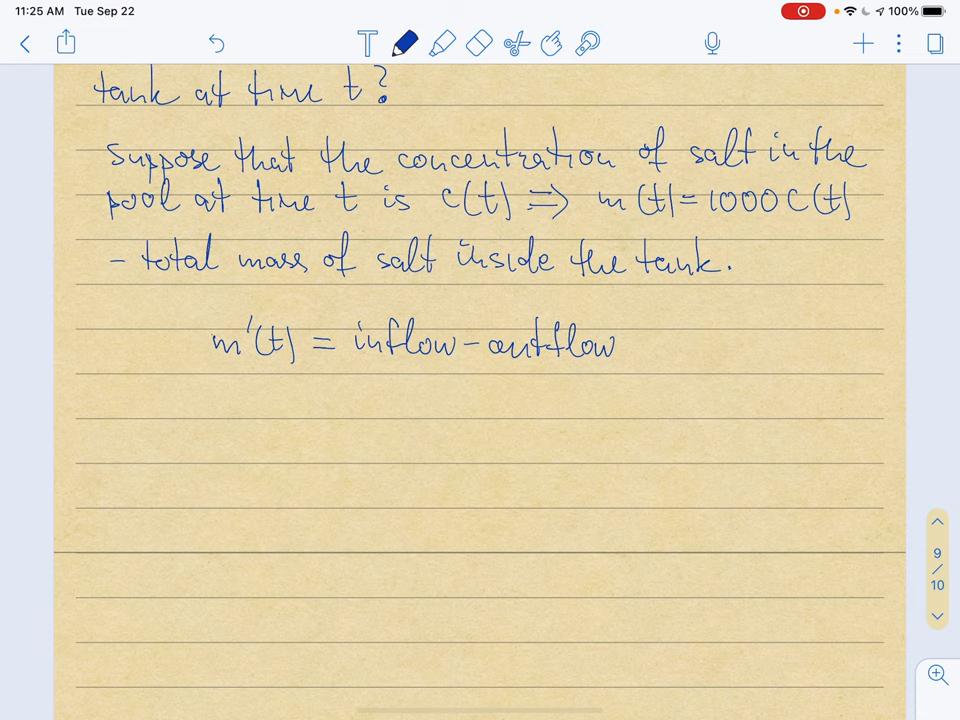 11:25 AM Tue Sep 22 100%
T
tank at time t?
Suppose that the concentration of salt in the
pool at time t is c(t) ⇒ m(t)=1000 c(t)
- total mass of salt inside the tank.
m'(t) = inflow - outflow
9
/
10